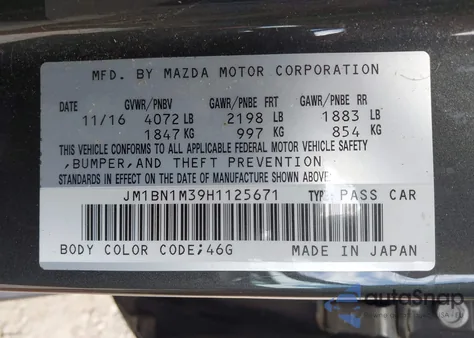 MFD. BY MAZDA MOTOR CORPORATION
DATE GVWR/PNBV GAWR/PNBE FRT GAWR/PNBE RR
11/16 4072 LB 2198 LB 1883 LB
1847 KG 997 KG 854 KG
THIS VEHICLE CONFORMS TO ALL APPLICABLE FEDERAL MOTOR VEHICLE SAFETY
,BUMPER,AND THEFT PREVENTION
STANDARDS IN EFFECT ON THE DATE OF MANUFACTURE SHOWN ABOVE.
JM1BN1M39H1125671 TYPE: PASS CAR
BODY COLOR CODE;46G MADE IN JAPAN
autoSnap